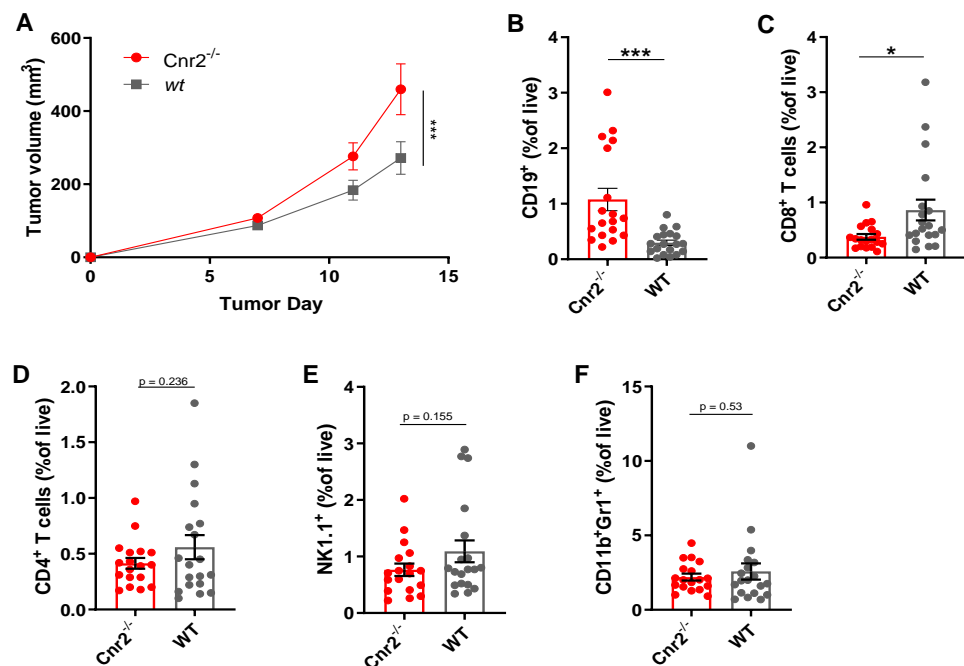 A
Tumor volume (mm³)
600
400
200
0
0
5
10
15
Tumor Day
Cnr2⁻/⁻
wt
***
B
CD19⁺ (%of live)
4
3
2
1
0
***
Cnr2⁻/⁻
WT
C
CD8⁺ T cells (%of live)
4
3
2
1
0
*
Cnr2⁻/⁻
WT
D
CD4⁺ T cells (%of live)
2.0
1.5
1.0
0.5
0.0
p = 0.236
Cnr2⁻/⁻
WT
E
NK1.1⁺ (%of live)
4
3
2
1
0
p = 0.155
Cnr2⁻/⁻
WT
F
CD11b⁺Gr1⁺ (%of live)
15
10
5
0
p = 0.53
Cnr2⁻/⁻
WT